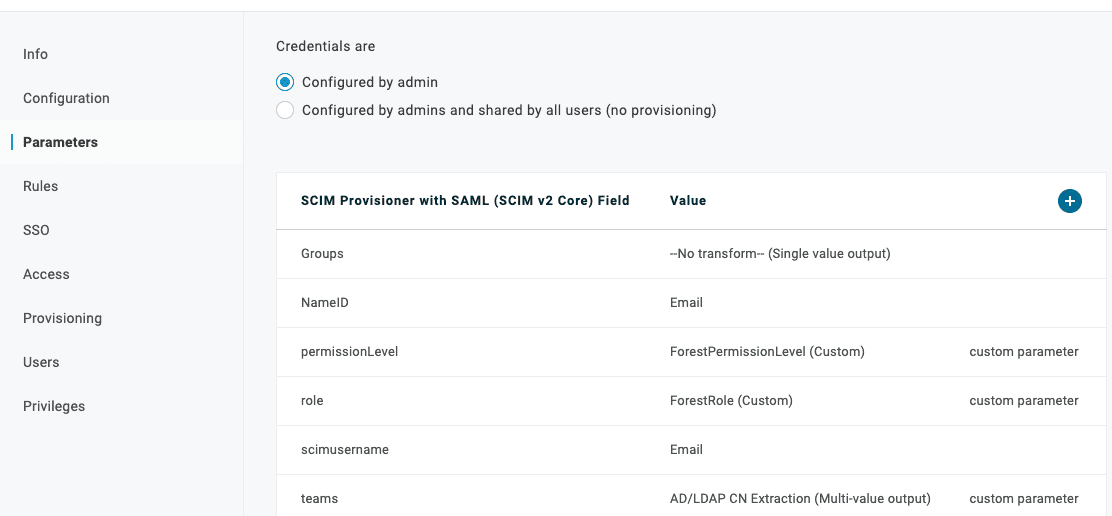 Info
Configuration
Parameters
Rules
SSO
Access
Provisioning
Users
Privileges
Credentials are
Configured by admin
Configured by admins and shared by all users (no provisioning)
SCIM Provisioner with SAML (SCIM v2 Core) Field Value
Groups --No transform-- (Single value output)
NameID Email
permissionLevel ForestPermissionLevel (Custom) custom parameter
role ForestRole (Custom) custom parameter
scimusername Email
teams AD/LDAP CN Extraction (Multi-value output) custom parameter